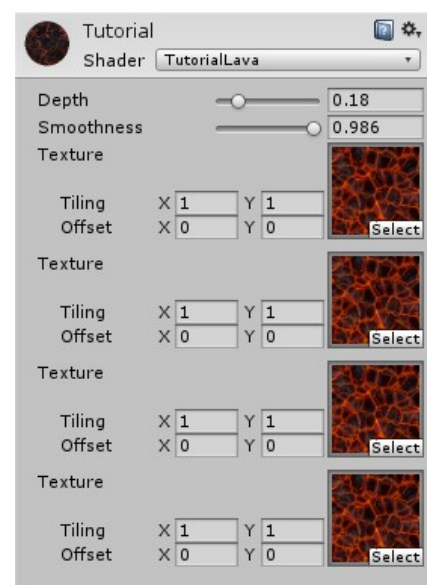 Tutorial
Shader TutorialLava
Depth 0.18
Smoothness 0.986
Texture
Tiling X 1 Y 1
Offset X 0 Y 0 Select
Texture
Tiling X 1 Y 1
Offset X 0 Y 0 Select
Texture
Tiling X 1 Y 1
Offset X 0 Y 0 Select
Texture
Tiling X 1 Y 1
Offset X 0 Y 0 Select